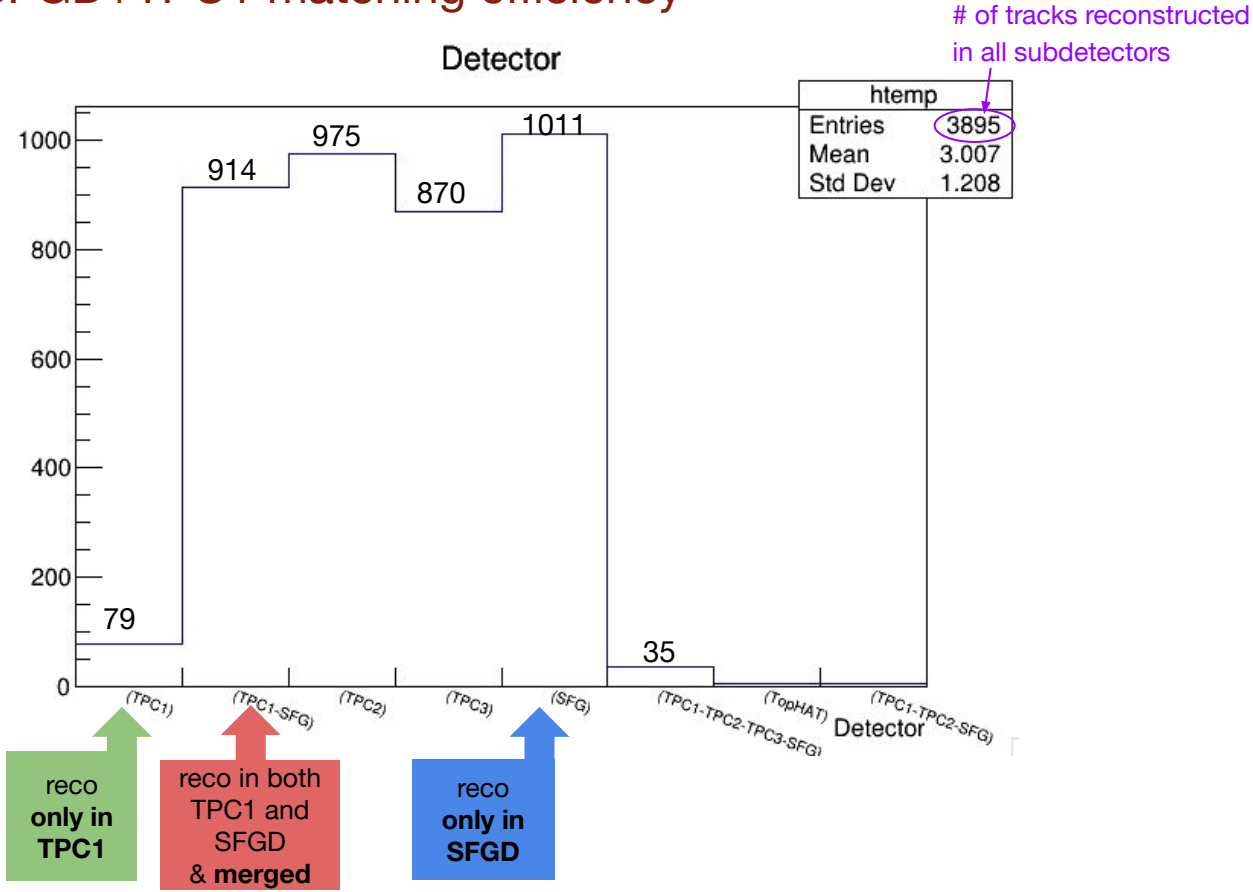 # of tracks reconstructed
in all subdetectors
Detector
htemp
Entries 3895
Mean 3.007
Std Dev 1.208
1000
800
600
400
200
0
79
914
975
870
1011
35
(TPC1)
(TPC1-SFG)
(TPC2)
(TPC3)
(SFG)
(TPC1-TPC2-TPC3-SFG)
(TopHAT)
(TPC1-TPC2-SFG)
Detector
reco
only in
TPC1
reco in both
TPC1 and
SFGD
& merged
reco
only in
SFGD